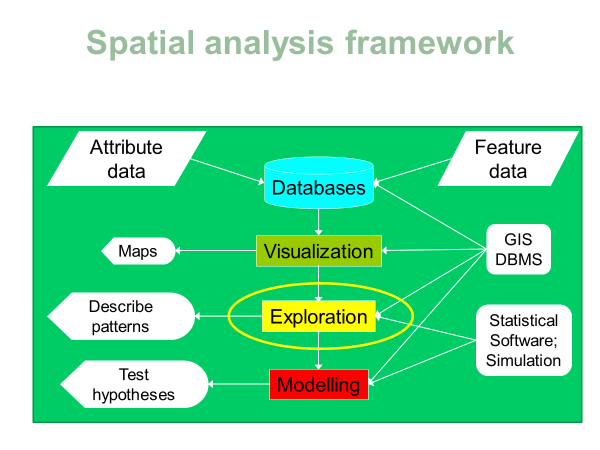 Spatial analysis framework
Attribute
data
Feature
data
Databases
GIS
DBMS
Visualization
Maps
Describe
patterns
Exploration
Statistical
Software;
Simulation
Test
hypotheses
Modelling